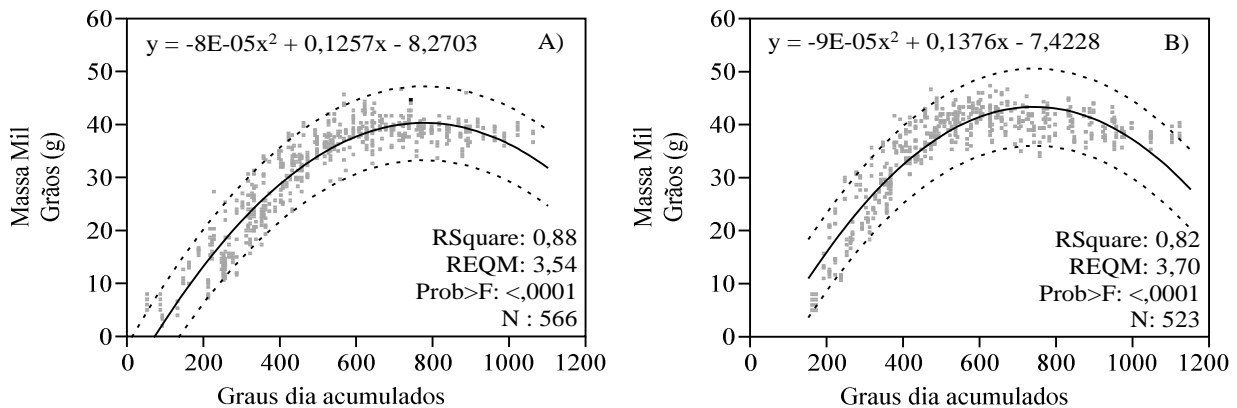 60
50
40
30
20
10
0
0 200 400 600 800 1000 1200
Massa Mil
Grãos (g)
y = -8E-05x² + 0,1257x - 8,2703
A)
RSquare: 0,88
REQM: 3,54
Prob>F: <,0001
N : 566
Graus dia acumulados
60
50
40
30
20
10
0
0 200 400 600 800 1000 1200
Massa Mil
Grãos (g)
y = -9E-05x² + 0,1376x - 7,4228
B)
RSquare: 0,82
REQM: 3,70
Prob>F: <,0001
N: 523
Graus dia acumulados